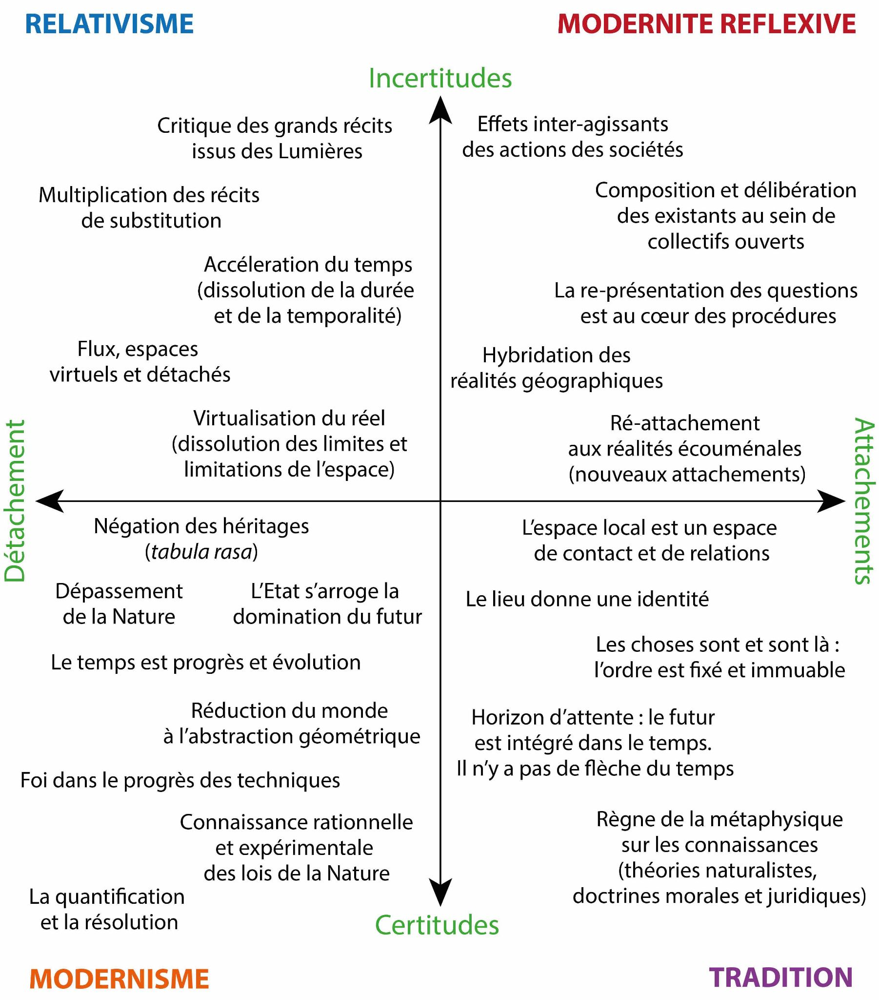 RELATIVISME
MODERNITE REFLEXIVE
Incertitudes
Critique des grands récits
issus des Lumières
Multiplication des récits
de substitution
Accéleration du temps
(dissolution de la durée
et de la temporalité)
Flux, espaces
virtuels et détachés
Virtualisation du réel
(dissolution des limites et
limitations de l'espace)
Effets inter-agissants
des actions des sociétés
Composition et délibération
des existants au sein de
collectifs ouverts
La re-présentation des questions
est au cœur des procédures
Hybridation des
réalités géographiques
Ré-attachement
aux réalités écouménales
(nouveaux attachements)
Détachement
Attachements
Négation des héritages
(tabula rasa)
Dépassement
de la Nature
L'Etat s'arroge la
domination du futur
Le temps est progrès et évolution
Réduction du monde
à l'abstraction géométrique
Foi dans le progrès des techniques
Connaissance rationnelle
et expérimentale
des lois de la Nature
La quantification
et la résolution
L'espace local est un espace
de contact et de relations
Le lieu donne une identité
Les choses sont et sont là :
l'ordre est fixé et immuable
Horizon d'attente : le futur
est intégré dans le temps.
Il n'y a pas de flèche du temps
Règne de la métaphysique
sur les connaissances
(théories naturalistes,
doctrines morales et juridiques)
Certitudes
MODERNISME
TRADITION